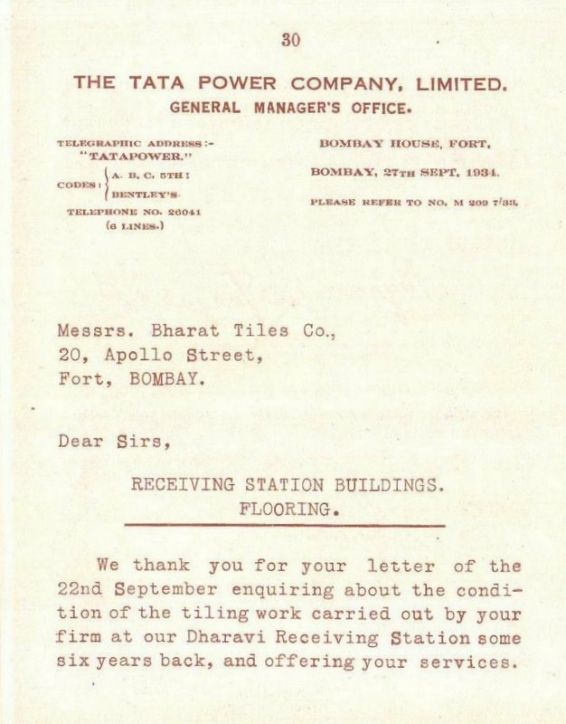 30
THE TATA POWER COMPANY, LIMITED.
GENERAL MANAGER'S OFFICE.
TELEGRAPHIC ADDRESS:-
"TATAPOWER."
CODES: A. B. C. 5TH:
BENTLEY'S.
TELEPHONE NO. 26041
(6 LINES.)
BOMBAY HOUSE, FORT,
BOMBAY, 27TH SEPT. 1934.
PLEASE REFER TO NO. M 209 7/33.
Messrs. Bharat Tiles Co.,
20, Apollo Street,
Fort, BOMBAY.
Dear Sirs,
RECEIVING STATION BUILDINGS.
FLOORING.
We thank you for your letter of the
22nd September enquiring about the condi-
tion of the tiling work carried out by your
firm at our Dharavi Receiving Station some
six years back, and offering your services.